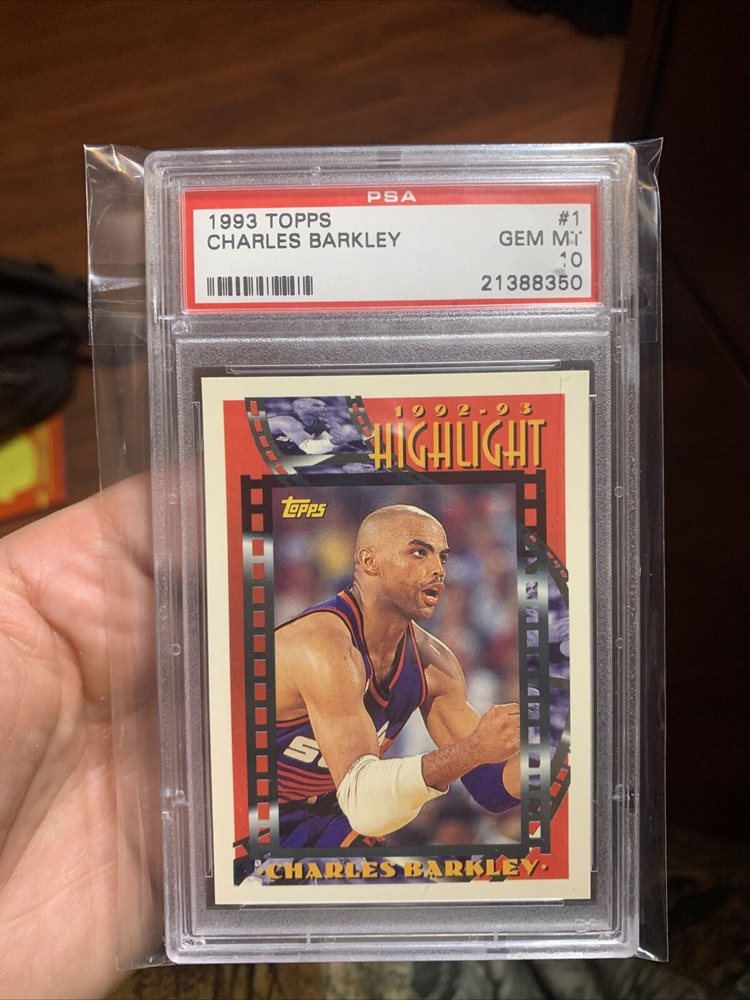 PSA
1993 TOPPS #1
CHARLES BARKLEY GEM MT
10
21388350
1992-93
HIGHLIGHT
TOPPS
S
·CHARLES BARKLEY·